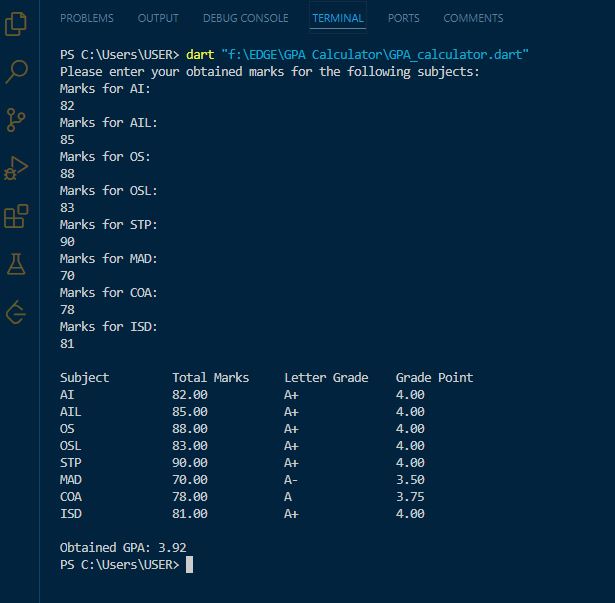 PROBLEMS OUTPUT DEBUG CONSOLE TERMINAL PORTS COMMENTS
PS C:\Users\USER> dart "f:\EDGE\GPA Calculator\GPA_calculator.dart"
Please enter your obtained marks for the following subjects:
Marks for AI:
82
Marks for AIL:
85
Marks for OS:
88
Marks for OSL:
83
Marks for STP:
90
Marks for MAD:
70
Marks for COA:
78
Marks for ISD:
81
Subject Total Marks Letter Grade Grade Point
AI 82.00 A+ 4.00
AIL 85.00 A+ 4.00
OS 88.00 A+ 4.00
OSL 83.00 A+ 4.00
STP 90.00 A+ 4.00
MAD 70.00 A- 3.50
COA 78.00 A 3.75
ISD 81.00 A+ 4.00
Obtained GPA: 3.92
PS C:\Users\USER>